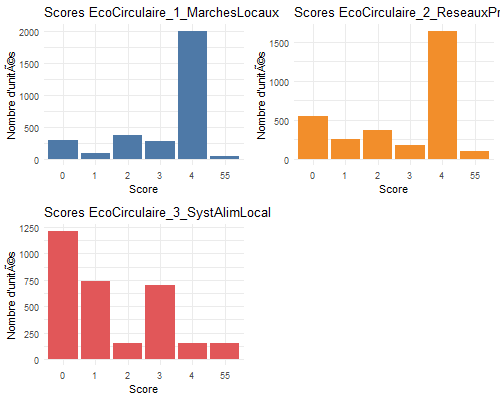 Scores EcoCirculaire_1_MarchesLocaux
Nombre d'unitÃ©s
2000
1500
1000
500
0
0 1 2 3 4 55
Score
Scores EcoCirculaire_2_ReseauxPr
Nombre d'unitÃ©s
1500
1000
500
0
0 1 2 3 4 55
Score
Scores EcoCirculaire_3_SystAlimLocal
Nombre d'unitÃ©s
1250
1000
750
500
250
0
0 1 2 3 4 55
Score